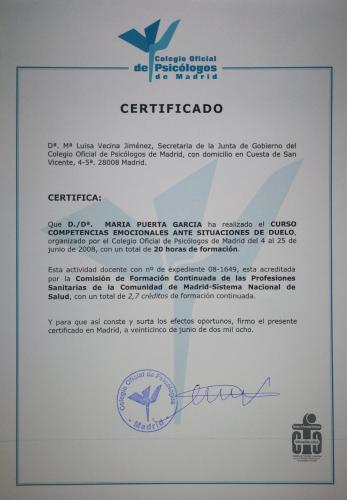 Colegio Oficial
de Psicólogos
de Madrid
CERTIFICADO
Dª. Mª Luisa Vecina Jiménez, Secretaria de la Junta de Gobierno del
Colegio Oficial de Psicólogos de Madrid, con domicilio en Cuesta de San
Vicente, 4-5ª. 28008 Madrid.
CERTIFICA:
Que D./Dª. MARIA PUERTA GARCIA ha realizado el CURSO
COMPETENCIAS EMOCIONALES ANTE SITUACIONES DE DUELO,
organizado por el Colegio Oficial de Psicólogos de Madrid del 4 al 25 de
junio de 2008, con un total de 20 horas de formación.
Esta actividad docente con nº de expediente 08-1649, esta acreditada
por la Comisión de Formación Continuada de las Profesiones
Sanitarias de la Comunidad de Madrid-Sistema Nacional de
Salud, con un total de 2,7 créditos de formación continuada.
Y para que así conste y surta los efectos oportunos, firmo el presente
certificado en Madrid, a veinticinco de junio de dos mil ocho.
Colegio Oficial de Psicólogos
Madrid